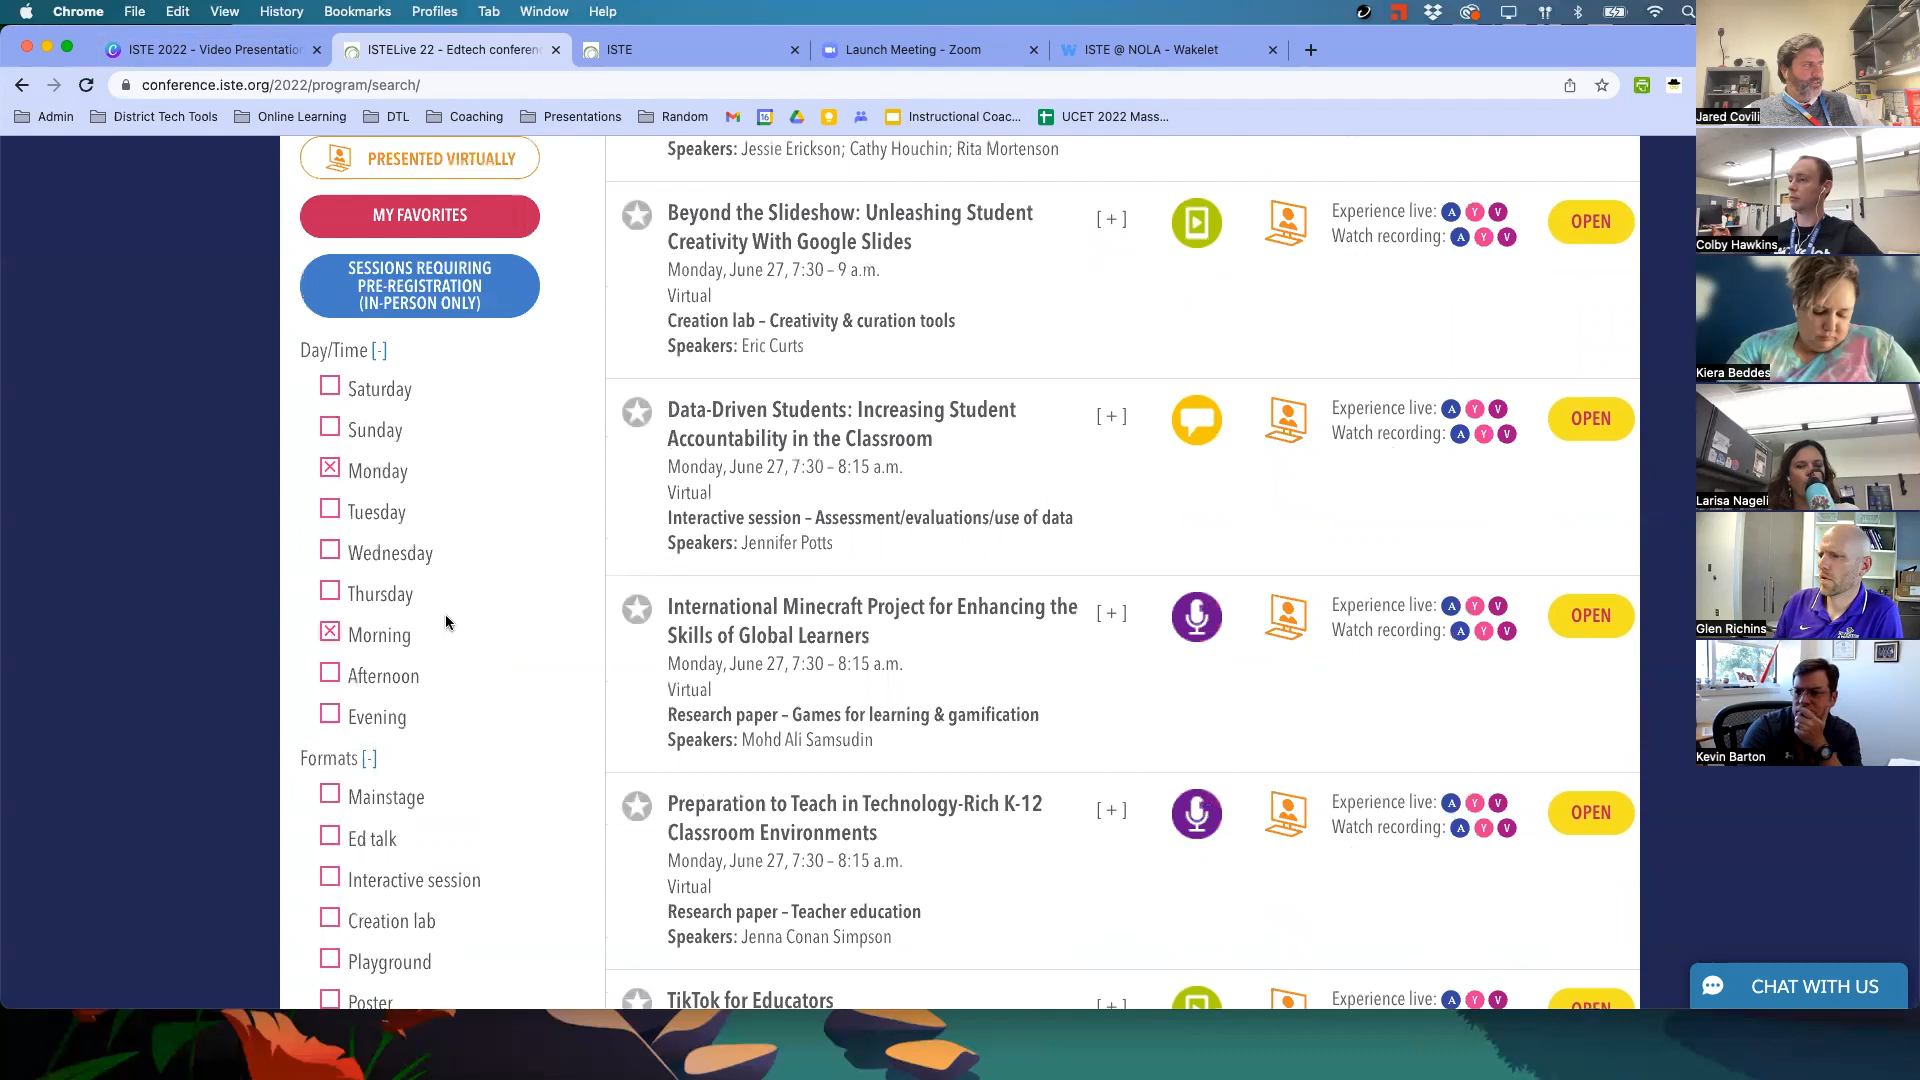 Chrome File Edit View History Bookmarks Profiles Tab Window Help
ISTE 2022 - Video Presentation
ISTELive 22 - Edtech conferen
ISTE
Launch Meeting - Zoom
ISTE @ NOLA - Wakelet
conference.iste.org/2022/program/search/
Admin District Tech Tools Online Learning DTL Coaching Presentations Random
16
Instructional Coac... UCET 2022 Mass...
PRESENTED VIRTUALLY
MY FAVORITES
SESSIONS REQUIRING
PRE-REGISTRATION
(IN-PERSON ONLY)
Day/Time [-]
Saturday
Sunday
Monday
Tuesday
Wednesday
Thursday
Morning
Afternoon
Evening
Formats [-]
Mainstage
Ed talk
Interactive session
Creation lab
Playground
Poster
Speakers: Jessie Erickson; Cathy Houchin; Rita Mortenson
Beyond the Slideshow: Unleashing Student
Creativity With Google Slides
Monday, June 27, 7:30 – 9 a.m.
Virtual
Creation lab – Creativity & curation tools
Speakers: Eric Curts
[ + ]
Experience live: A Y V
Watch recording: A Y V
OPEN
Data-Driven Students: Increasing Student
Accountability in the Classroom
Monday, June 27, 7:30 – 8:15 a.m.
Virtual
Interactive session – Assessment/evaluations/use of data
Speakers: Jennifer Potts
[ + ]
Experience live: A Y V
Watch recording: A Y V
OPEN
International Minecraft Project for Enhancing the
Skills of Global Learners
Monday, June 27, 7:30 – 8:15 a.m.
Virtual
Research paper – Games for learning & gamification
Speakers: Mohd Ali Samsudin
[ + ]
Experience live: A Y V
Watch recording: A Y V
OPEN
Preparation to Teach in Technology-Rich K-12
Classroom Environments
Monday, June 27, 7:30 – 8:15 a.m.
Virtual
Research paper – Teacher education
Speakers: Jenna Conan Simpson
[ + ]
Experience live: A Y V
Watch recording: A Y V
OPEN
TikTok for Educators
[ + ]
Experience live: A Y V
OPEN
CHAT WITH US
Jared Covili
Colby Hawkins
Kiera Beddes
Larisa Nageli
Glen Richins
Kevin Barton